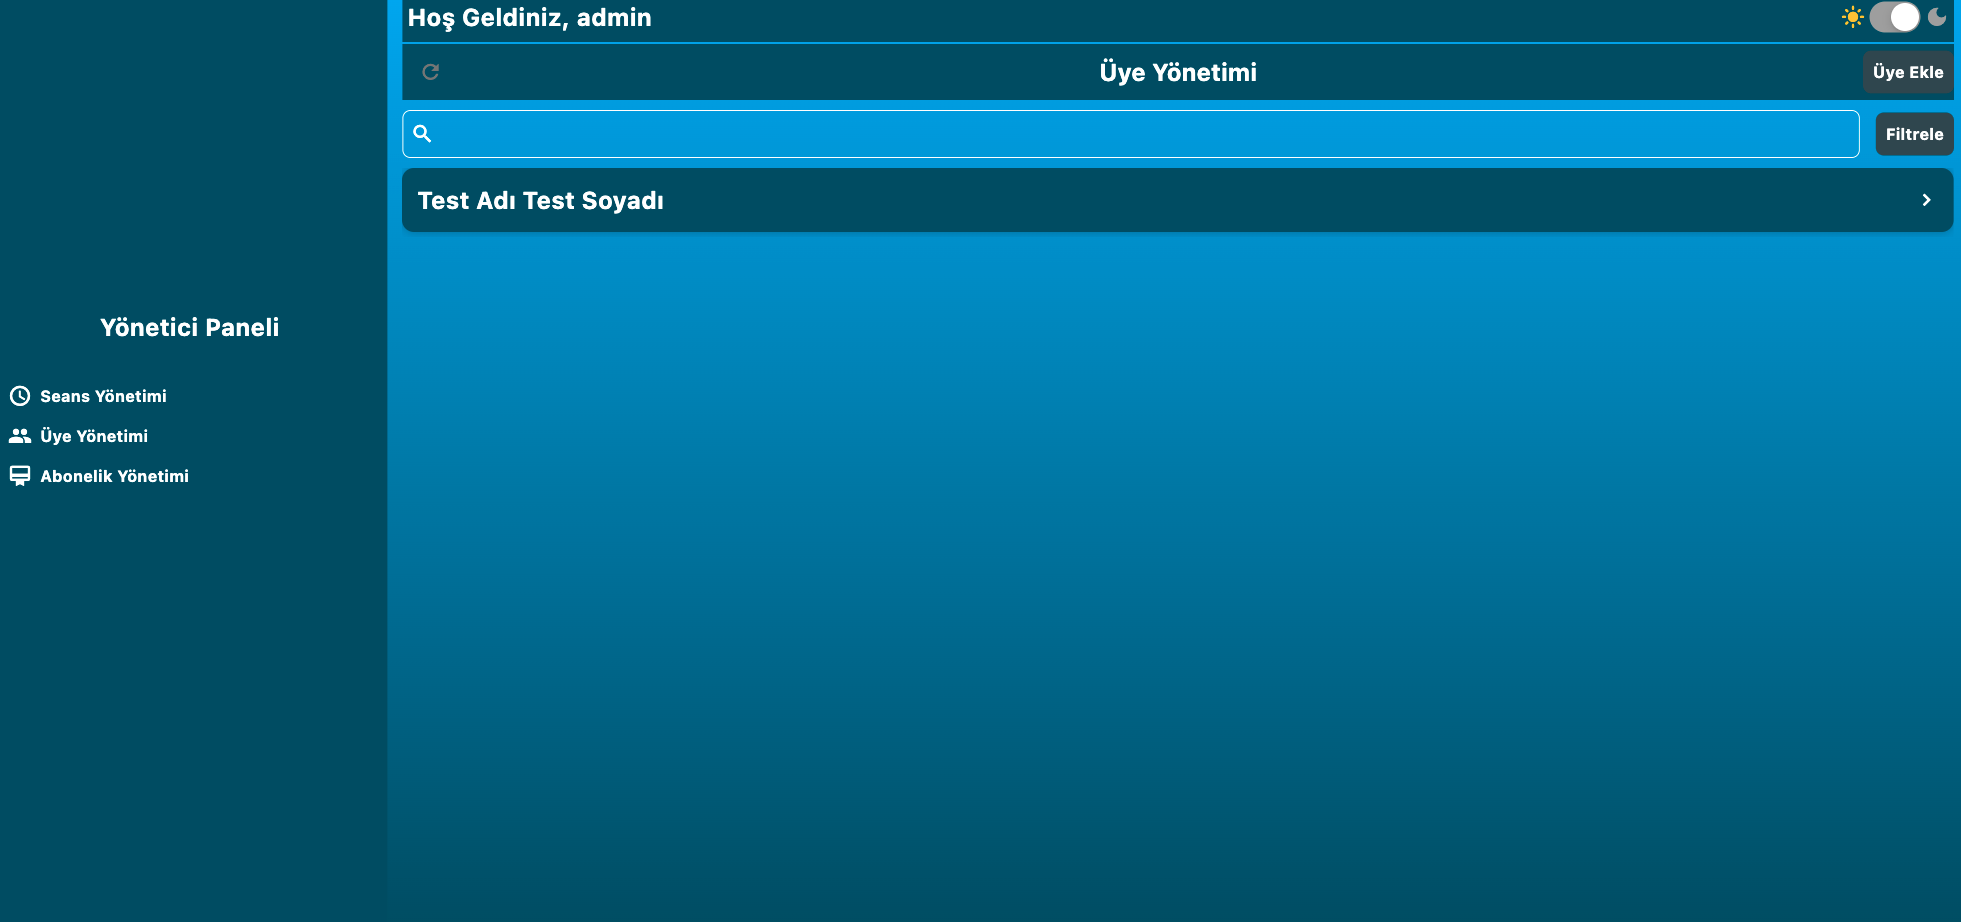 Hoş Geldiniz, admin
Üye Yönetimi
Üye Ekle
Filtrele
Test Adı Test Soyadı
Yönetici Paneli
Seans Yönetimi
Üye Yönetimi
Abonelik Yönetimi